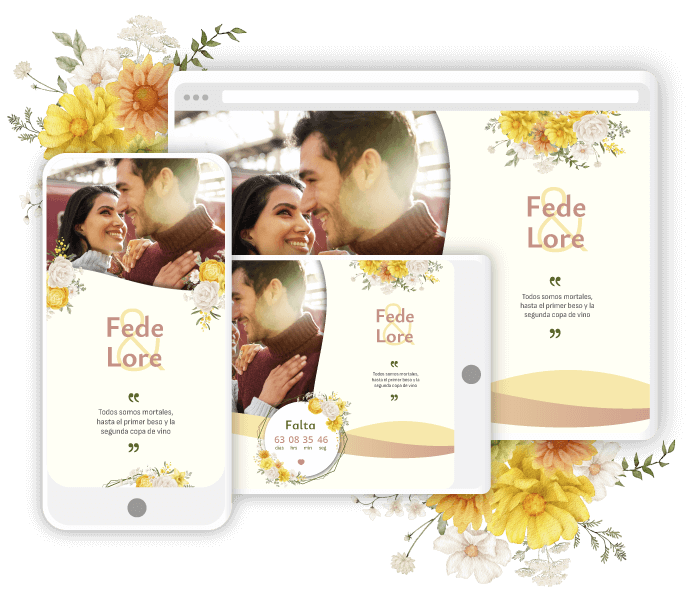 Fede
&
Lore
“
Todos somos mortales,
hasta el primer beso y la
segunda copa de vino
”
Fede
&
Lore
“
Todos somos mortales,
hasta el primer beso y la
segunda copa de vino
”
Falta
63 08 35 46
días hrs min seg
Fede
&
Lore
“
Todos somos mortales,
hasta el primer beso y la
segunda copa de vino
”